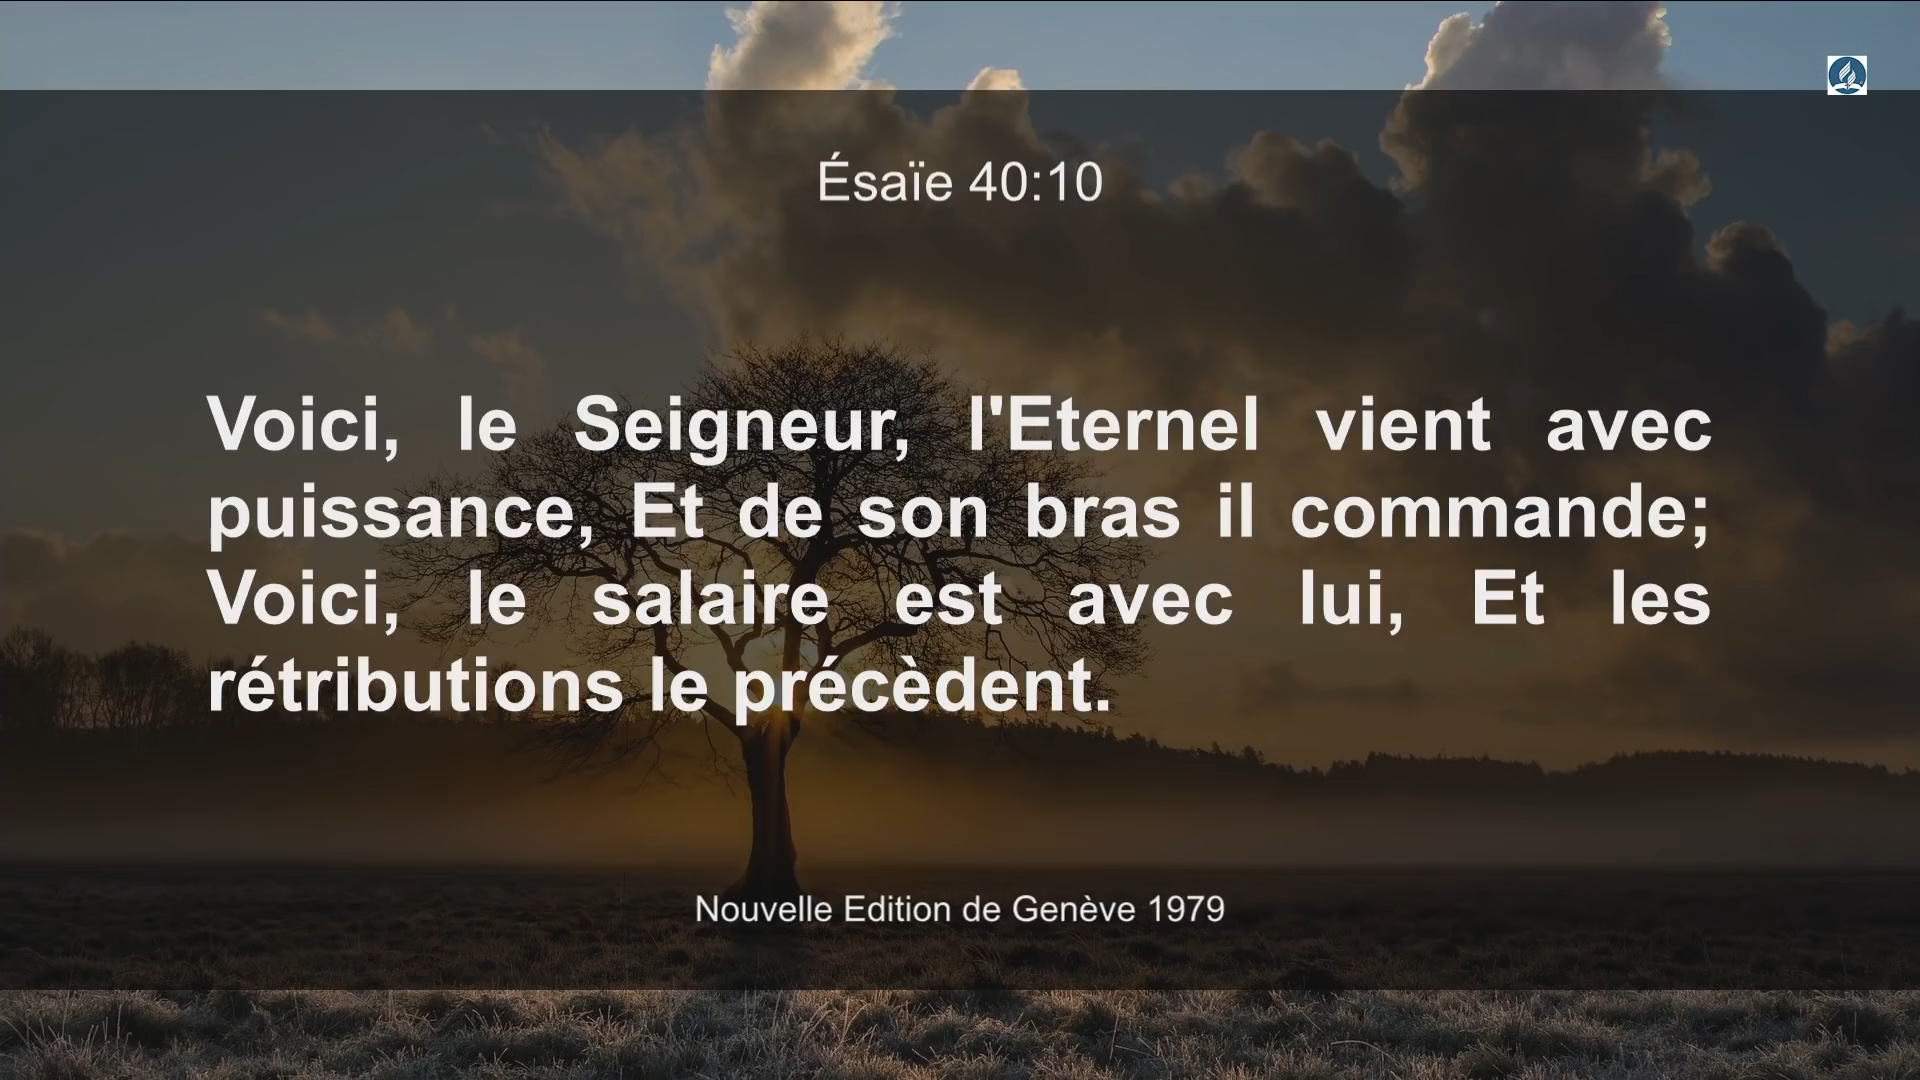 Ésaïe 40:10
Voici, le Seigneur, l'Eternel vient avec
puissance, Et de son bras il commande;
Voici, le salaire est avec lui, Et les
rétributions le précèdent.
Nouvelle Edition de Genève 1979